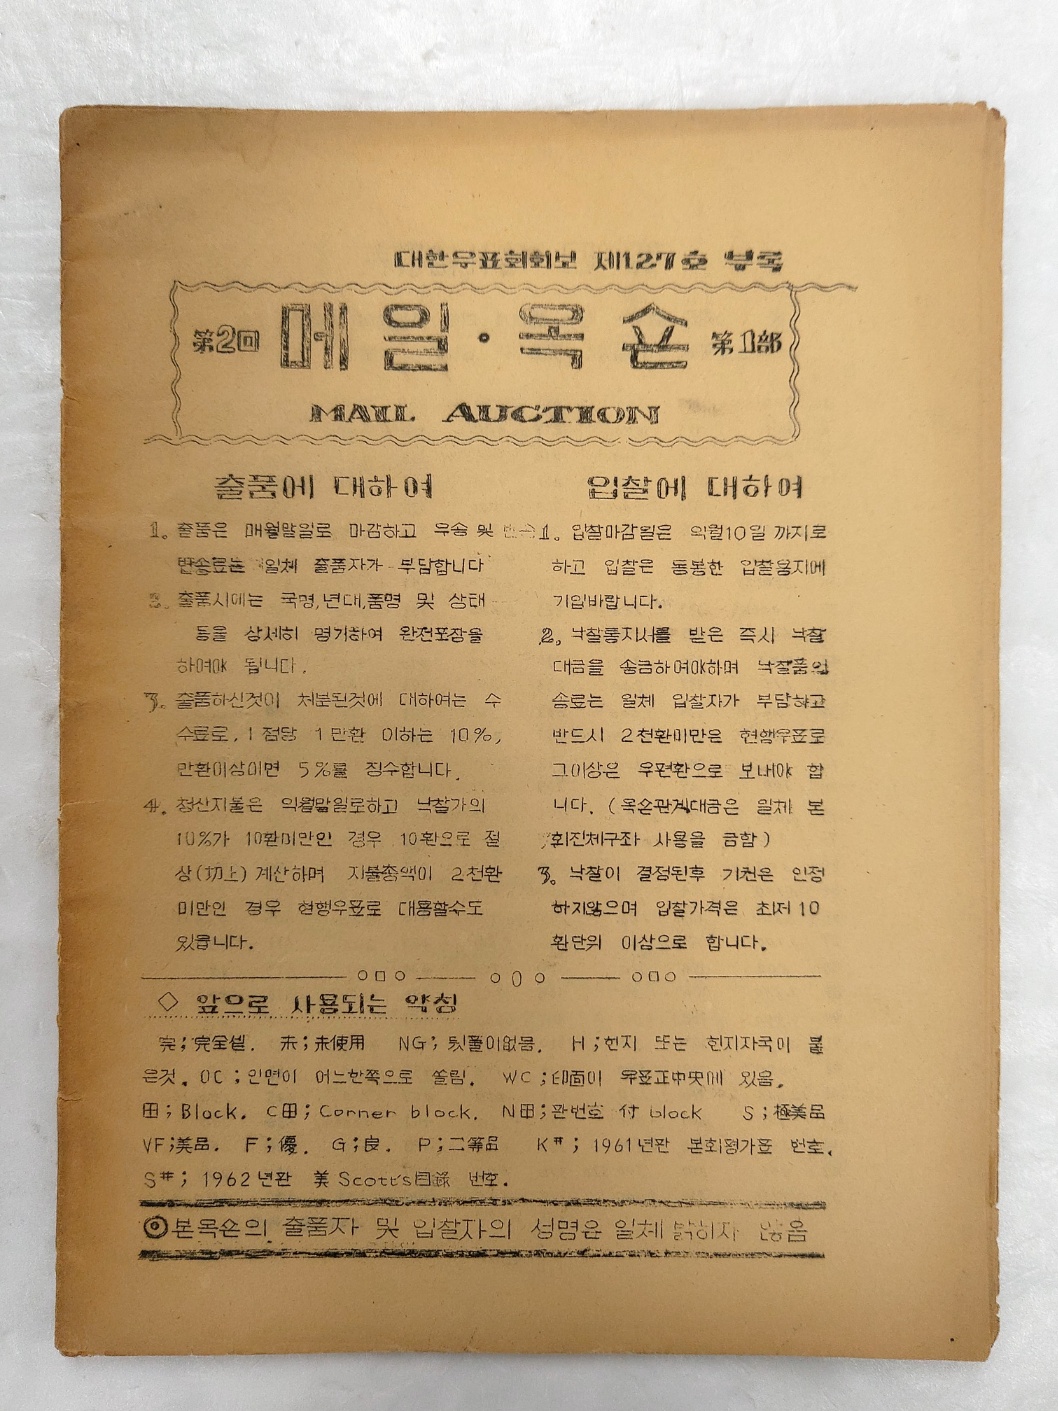 대한우표회회보 제127호 부록
第2回 메일·옥숀 第1部
MAIL AUCTION
출품에 대하여
1. 출품은 매월말일로 마감하고 우송 및
반송료는 일체 출품자가 부담합니다
2. 출품시에는 국명,년대,품명 및 상태
등을 상세히 명기하여 완전포장을
하여야 됩니다.
3. 출품하신것이 처분된것에 대하여는 수
수료로, 1점당 1만환 이하는 10%,
만환이상이면 5%를 징수합니다.
4. 청산지불은 익월말일로하고 낙찰가의
10%가 10환미만인 경우 10환으로 절
상(切上) 계산하며 지불총액이 2천환
미만인 경우 현행우표로 대용할수도
있읍니다.
입찰에 대하여
1. 입찰마감일은 익월10일 까지로
하고 입찰은 동봉한 입찰용지에
기입바랍니다.
2. 낙찰통지서를 받은 즉시 낙찰
대금을 송금하여야하며 낙찰품의
송료는 일체 입찰자가 부담하고
반드시 2천환미만은 현행우표로
그이상은 우편환으로 보내야 합
니다. (옥숀관계대금은 일체 본
회진체구좌 사용을 금함)
3. 낙찰이 결정된후 기권은 인정
하지않으며 입찰가격은 최저 10
환단위 이상으로 합니다.
◇ 앞으로 사용되는 약칭
完;完全셑. 未;未使用 NG; 뒷풀이없음. H;힌지 또는 힌지자국이 붙
은것. OC;인면이 어느한쪽으로 쏠림. WC;印面이 우표正中央에 있음.
田;Block. C田;Corner block. N田;판번호 付 block S;極美品
VF;美品. F;優. G;良. P;二等品 K#; 1961년판 본회평가표 번호.
S#; 1962년판 美 Scott's目錄 번호.
◎본옥숀의 출품자 및 입찰자의 성명은 일체 밝히지 않음